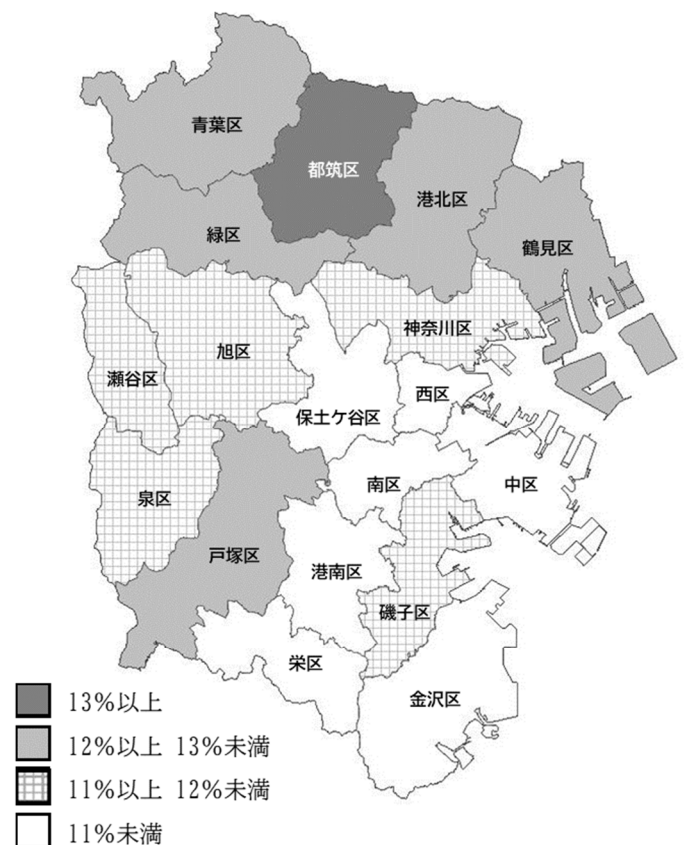 青葉区
都筑区
港北区
緑区
鶴見区
神奈川区
旭区
瀬谷区
西区
保土ケ谷区
南区
中区
泉区
戸塚区
港南区
磯子区
栄区
金沢区
13%以上
12%以上 13%未満
11%以上 12%未満
11%未満